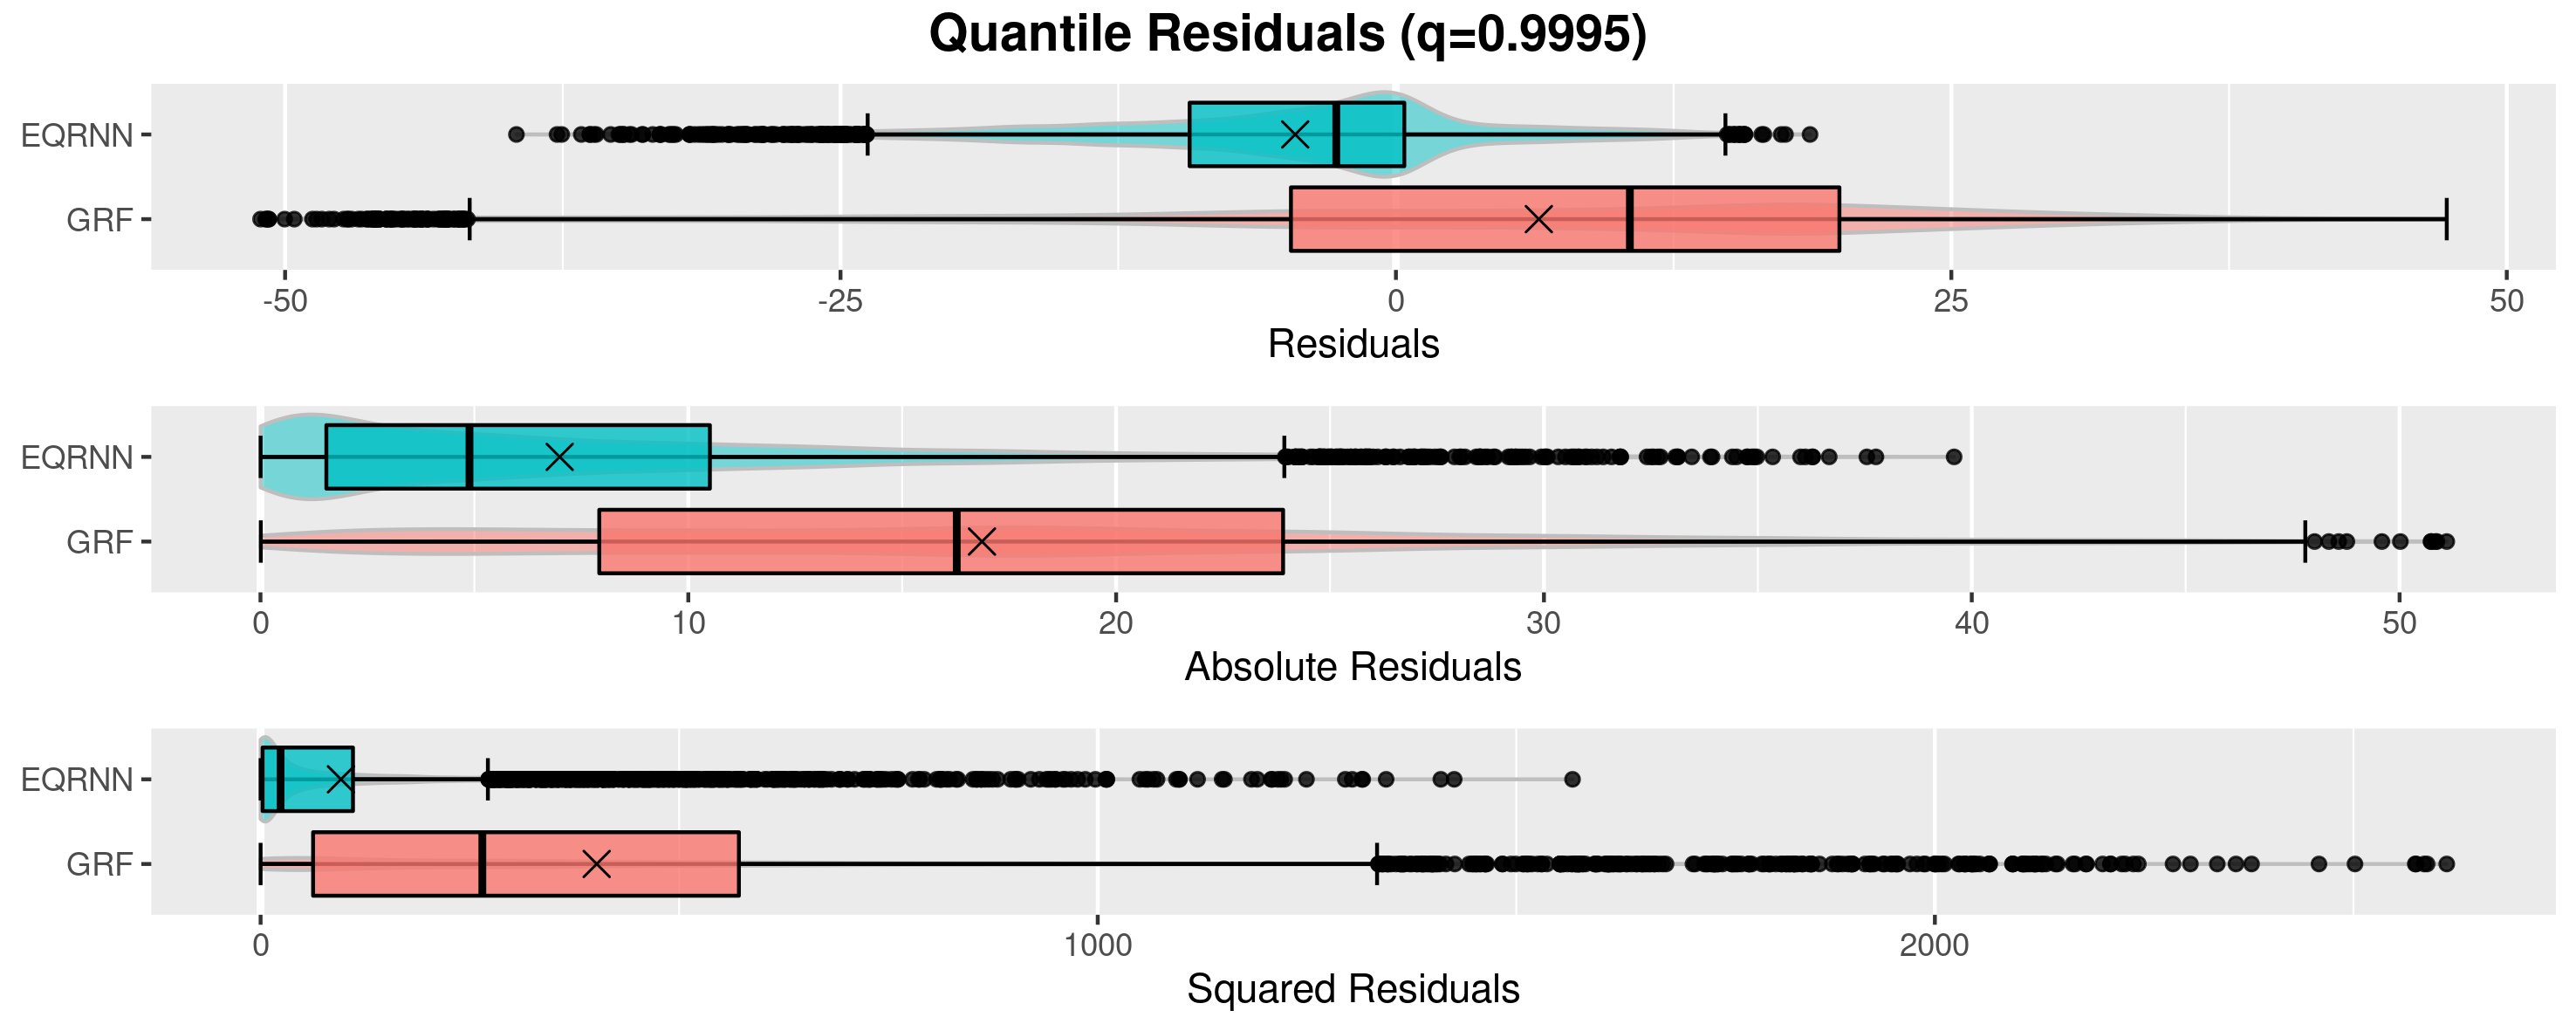 Quantile Residuals (q=0.9995)
EQRNN
GRF
-50 -25 0 25 50
Residuals
EQRNN
GRF
0 10 20 30 40 50
Absolute Residuals
EQRNN
GRF
0 1000 2000
Squared Residuals